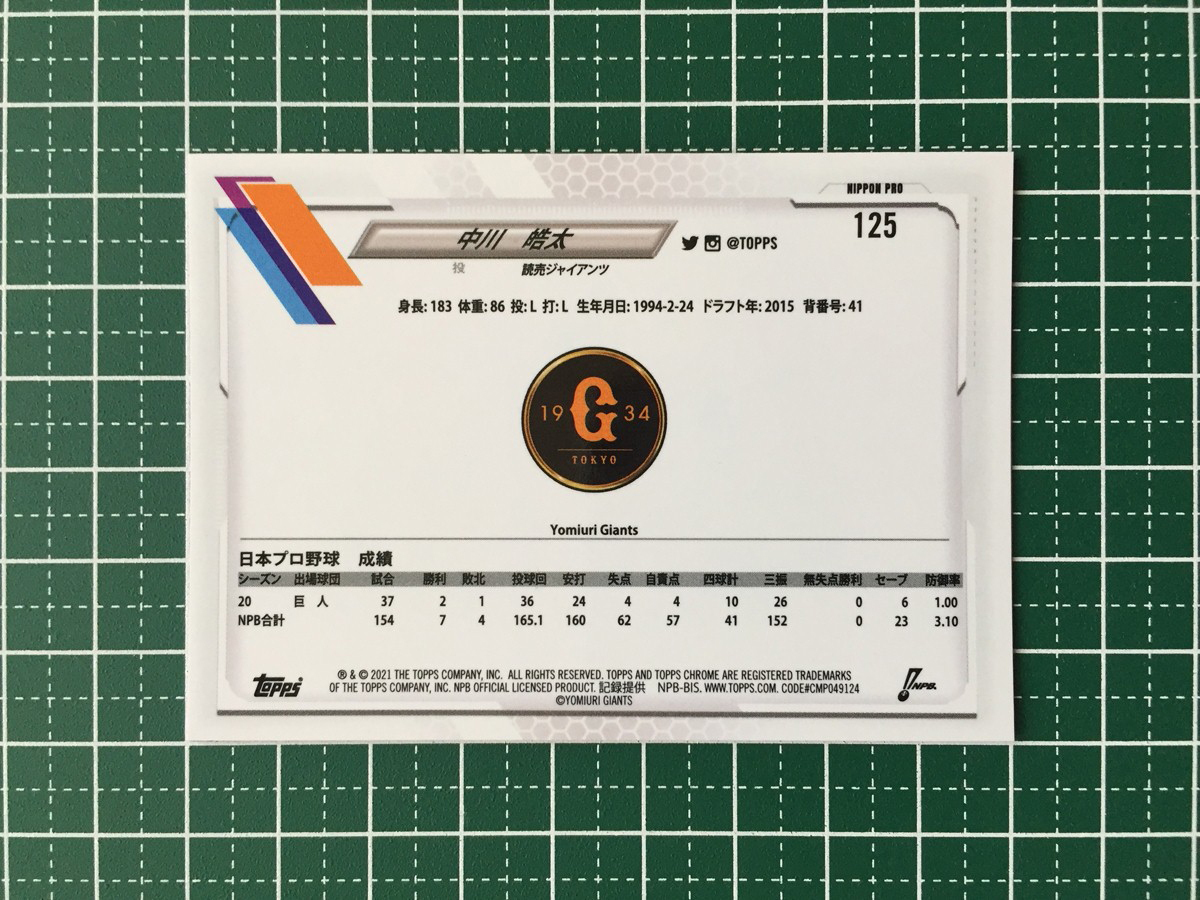 NIPPON PRO
125
中川 皓太
@TOPPS
投 読売ジャイアンツ
身長: 183 体重: 86 投: L 打: L 生年月日: 1994-2-24 ドラフト年: 2015 背番号: 41
19 G 34
TOKYO
Yomiuri Giants
日本プロ野球 成績
シーズン 出場球団 試合 勝利 敗北 投球回 安打 失点 自責点 四球計 三振 無失点勝利 セーブ 防御率
20 巨 人 37 2 1 36 24 4 4 10 26 0 6 1.00
NPB合計 154 7 4 165.1 160 62 57 41 152 0 23 3.10
topps
® & © 2021 THE TOPPS COMPANY, INC. ALL RIGHTS RESERVED. TOPPS AND TOPPS CHROME ARE REGISTERED TRADEMARKS
OF THE TOPPS COMPANY, INC. NPB OFFICIAL LICENSED PRODUCT. 記録提供 NPB-BIS. WWW.TOPPS.COM. CODE#CMP049124
©YOMIURI GIANTS
NPB.